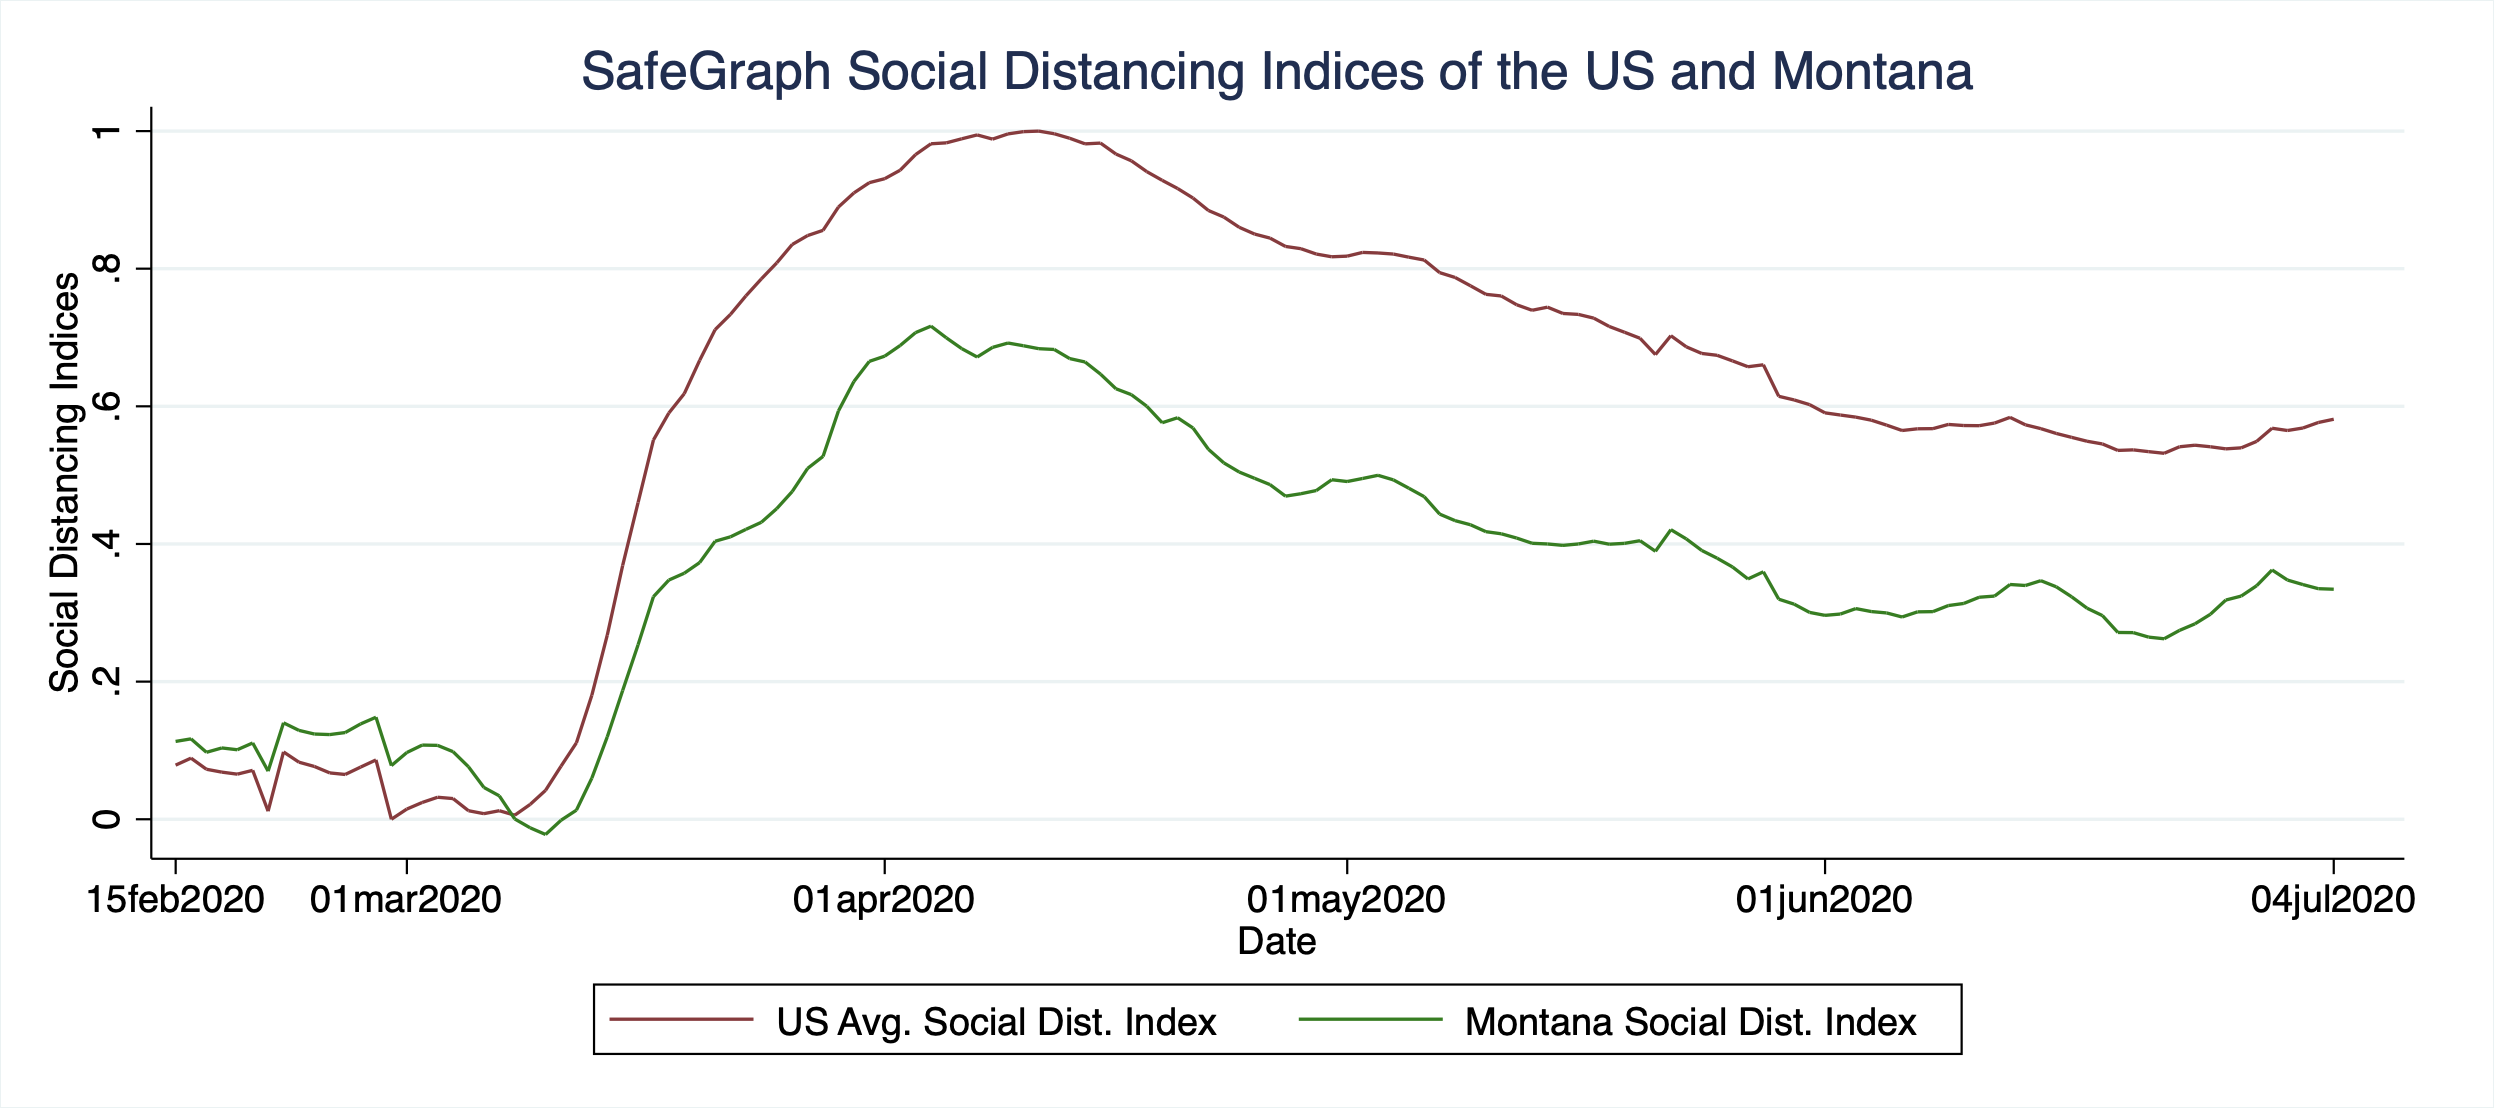 SafeGraph Social Distancing Indices of the US and Montana
Social Distancing Indices
1
.8
.6
.4
.2
0
15feb2020 01mar2020 01apr2020 01may2020 01jun2020 04jul2020
Date
US Avg. Social Dist. Index Montana Social Dist. Index